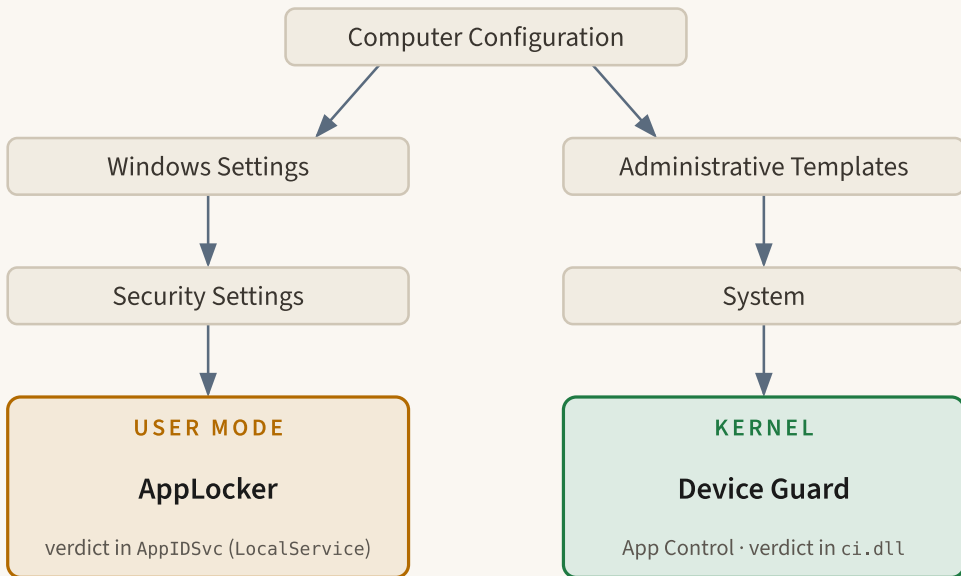 Computer Configuration
Windows Settings
Administrative Templates
Security Settings
System
USER MODE
AppLocker
verdict in AppIDSvc (LocalService)
KERNEL
Device Guard
App Control · verdict in ci.dll